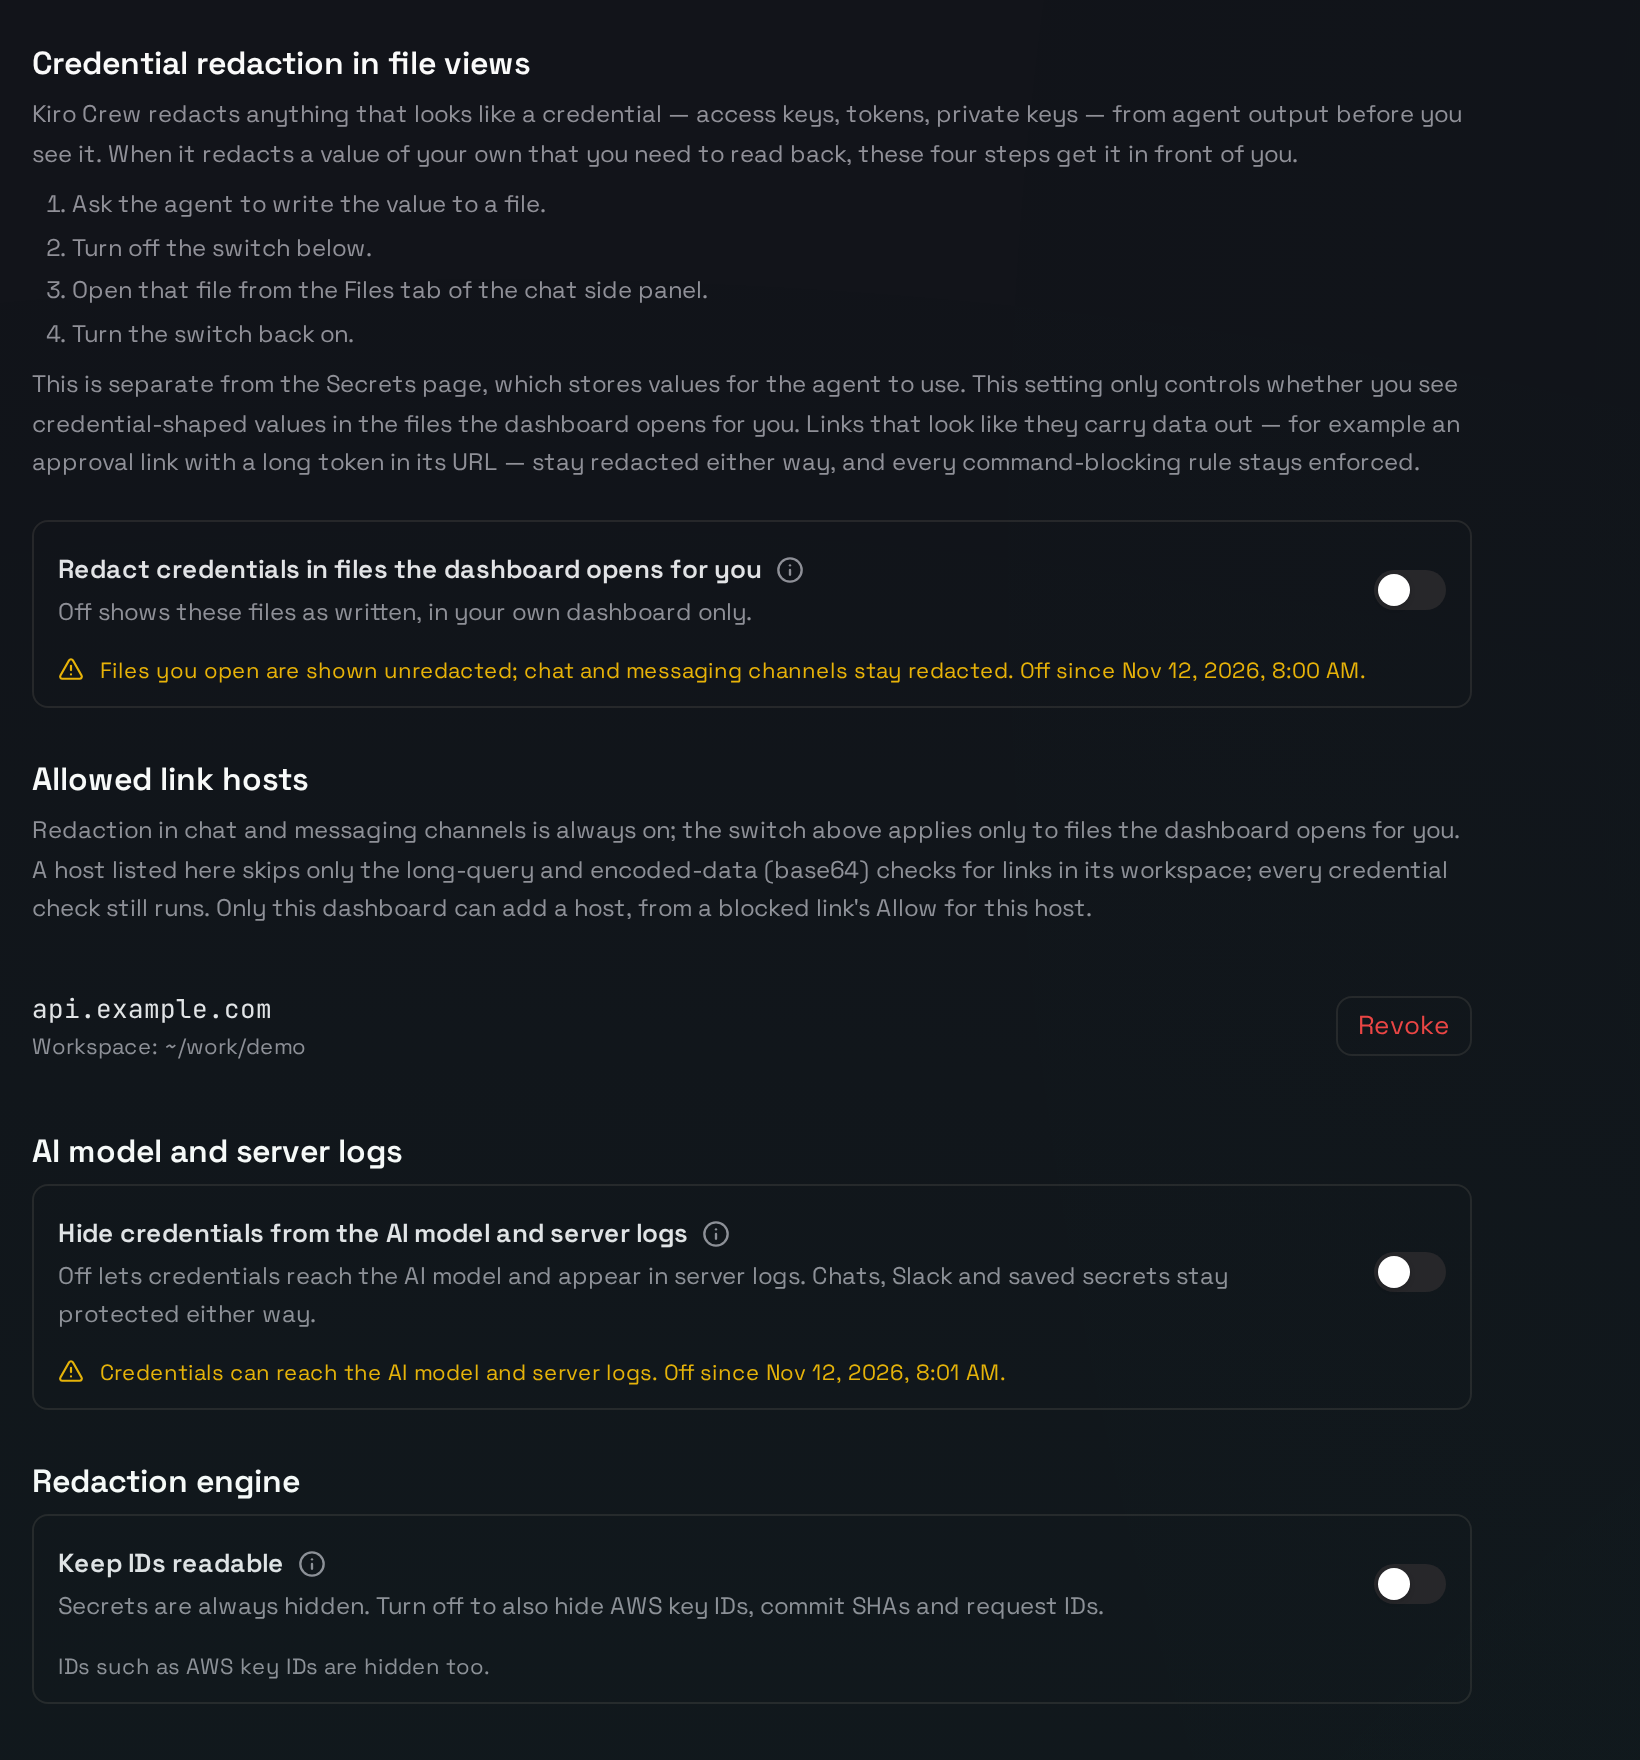 Credential redaction in file views
Kiro Crew redacts anything that looks like a credential — access keys, tokens, private keys — from agent output before you
see it. When it redacts a value of your own that you need to read back, these four steps get it in front of you.
1. Ask the agent to write the value to a file.
2. Turn off the switch below.
3. Open that file from the Files tab of the chat side panel.
4. Turn the switch back on.
This is separate from the Secrets page, which stores values for the agent to use. This setting only controls whether you see
credential-shaped values in the files the dashboard opens for you. Links that look like they carry data out — for example an
approval link with a long token in its URL — stay redacted either way, and every command-blocking rule stays enforced.
Redact credentials in files the dashboard opens for you
Off shows these files as written, in your own dashboard only.
Files you open are shown unredacted; chat and messaging channels stay redacted. Off since Nov 12, 2026, 8:00 AM.
Allowed link hosts
Redaction in chat and messaging channels is always on; the switch above applies only to files the dashboard opens for you.
A host listed here skips only the long-query and encoded-data (base64) checks for links in its workspace; every credential
check still runs. Only this dashboard can add a host, from a blocked link's Allow for this host.
api.example.com
Revoke
Workspace: ~/work/demo
AI model and server logs
Hide credentials from the AI model and server logs
Off lets credentials reach the AI model and appear in server logs. Chats, Slack and saved secrets stay
protected either way.
Credentials can reach the AI model and server logs. Off since Nov 12, 2026, 8:01 AM.
Redaction engine
Keep IDs readable
Secrets are always hidden. Turn off to also hide AWS key IDs, commit SHAs and request IDs.
IDs such as AWS key IDs are hidden too.